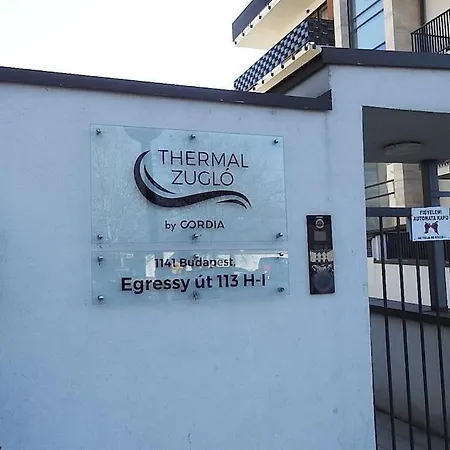 THERMAL
ZUGLÓ
by CORDIA
1141 Budapest,
Egressy út 113 H-I
FIGYELEM!
AUTOMATA KAPU